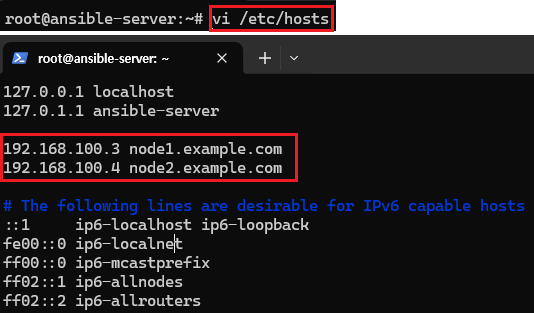 root@ansible-server:~# vi /etc/hosts
root@ansible-server: ~
127.0.0.1 localhost
127.0.1.1 ansible-server
192.168.100.3 node1.example.com
192.168.100.4 node2.example.com
# The following lines are desirable for IPv6 capable hosts
::1     ip6-localhost ip6-loopback
fe00::0 ip6-localnet
ff00::0 ip6-mcastprefix
ff02::1 ip6-allnodes
ff02::2 ip6-allrouters